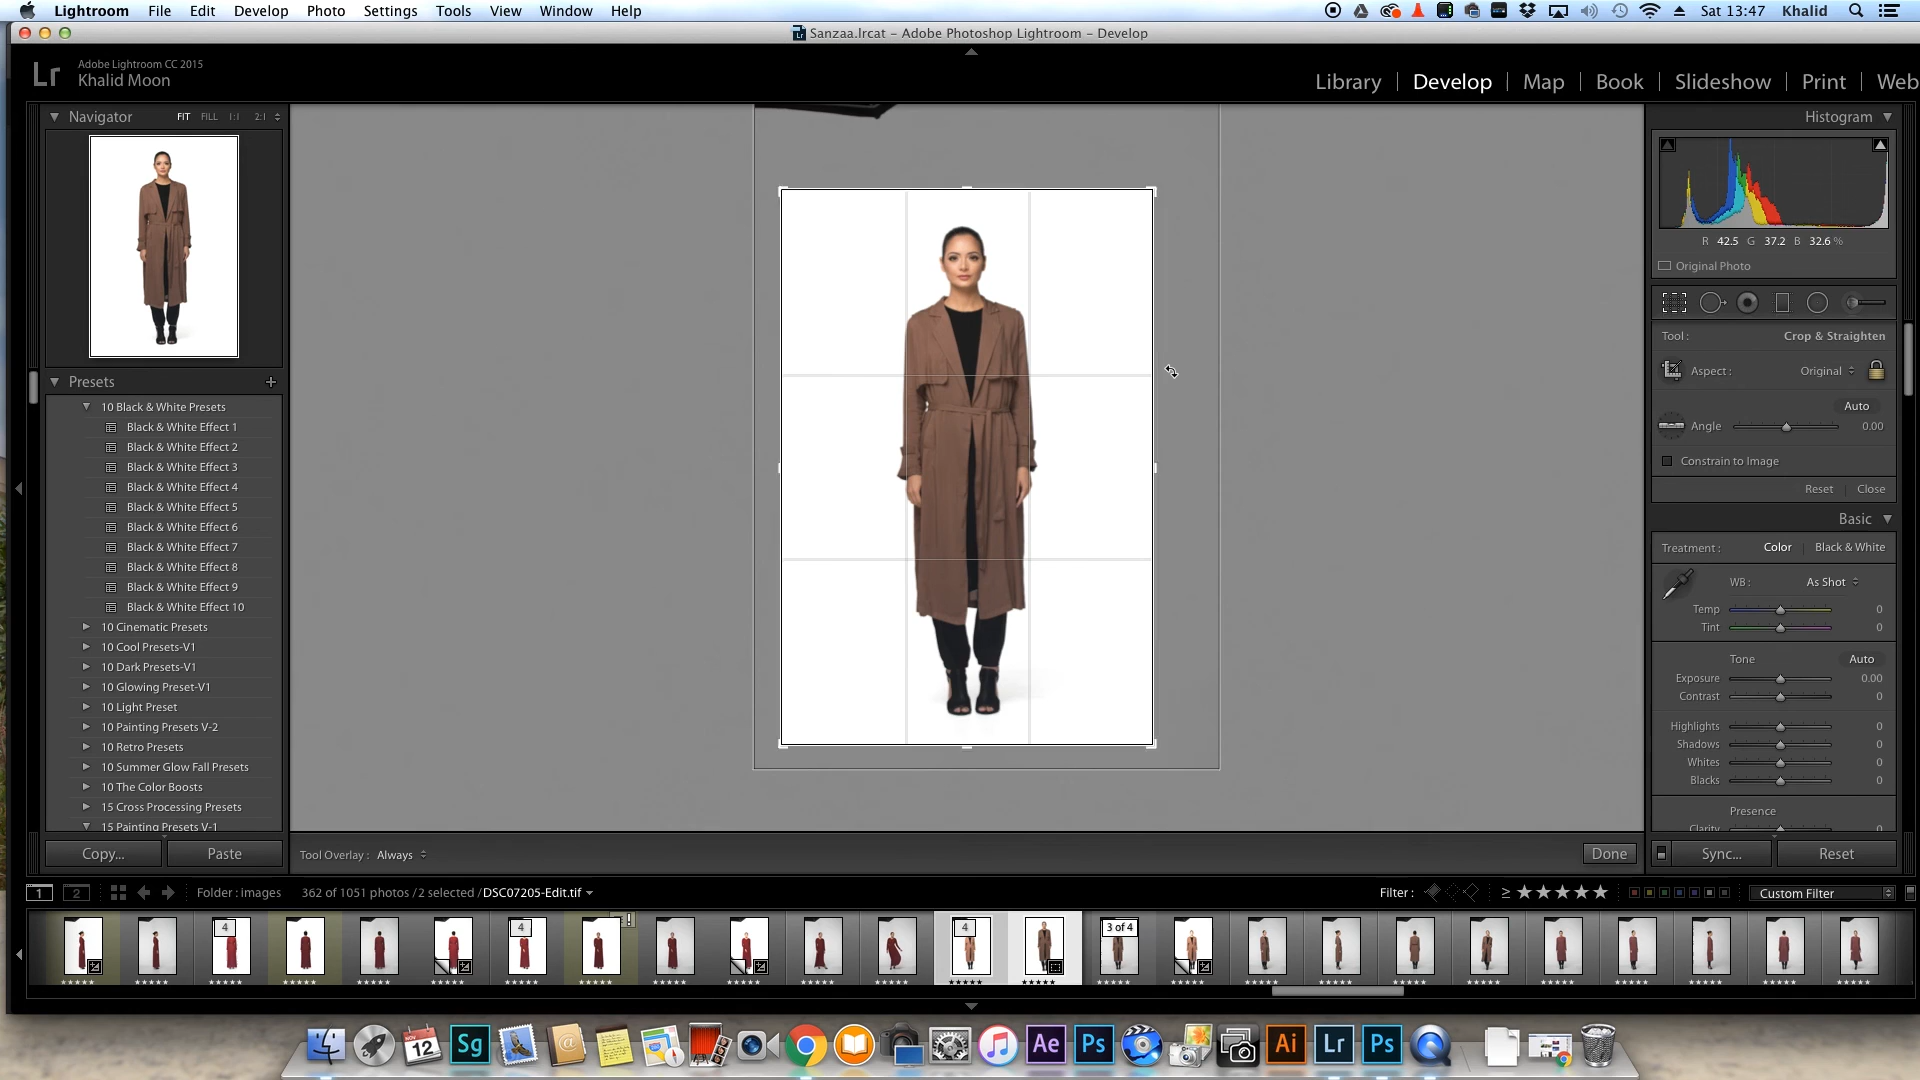 Lightroom File Edit Develop Photo Settings Tools View Window Help Sat 13:47 Khalid
Sanzaa.lrcat – Adobe Photoshop Lightroom – Develop
Lr Adobe Lightroom CC 2015
Khalid Moon
Library Develop Map Book Slideshow Print Web
Navigator FIT FILL 1:1 2:1
Histogram
R 42.5 G 37.2 B 32.6 %
Original Photo
Tool : Crop & Straighten
Aspect : Original
Auto
Angle 0.00
Constrain to Image
Reset Close
Basic
Treatment : Color Black & White
WB : As Shot
Temp 0
Tint 0
Tone Auto
Exposure 0.00
Contrast 0
Highlights 0
Shadows 0
Whites 0
Blacks 0
Presence
Clarity 0
Presets
10 Black & White Presets
Black & White Effect 1
Black & White Effect 2
Black & White Effect 3
Black & White Effect 4
Black & White Effect 5
Black & White Effect 6
Black & White Effect 7
Black & White Effect 8
Black & White Effect 9
Black & White Effect 10
10 Cinematic Presets
10 Cool Presets-V1
10 Dark Presets-V1
10 Glowing Preset-V1
10 Light Preset
10 Painting Presets V-2
10 Retro Presets
10 Summer Glow Fall Presets
10 The Color Boosts
15 Cross Processing Presets
15 Painting Presets V-1
Copy... Paste
Tool Overlay : Always Done
Sync... Reset
1 2 Folder : images 362 of 1051 photos /2 selected /DSC07205-Edit.tif Filter : Custom Filter
4 4 4 3 of 4
NOV 12 Sg Ae Ps Ai Lr Ps